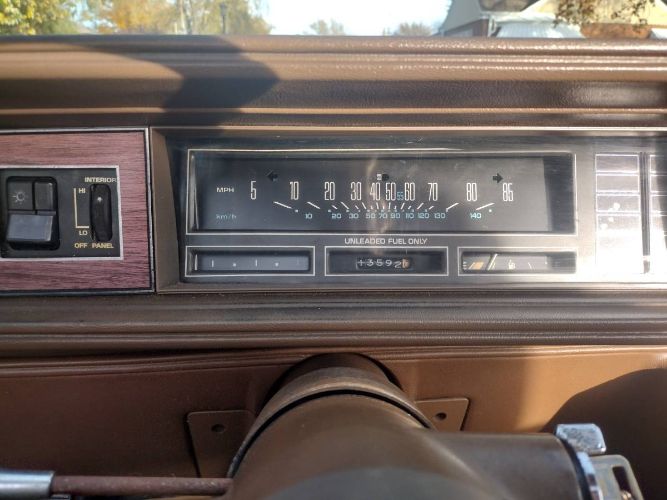 INTERIOR
HI
LO
OFF PANEL
MPH 5 10 20 30 40 50 55 60 70 80 85
km/h 10 20 30 50 70 90 110 120 130 140
UNLEADED FUEL ONLY